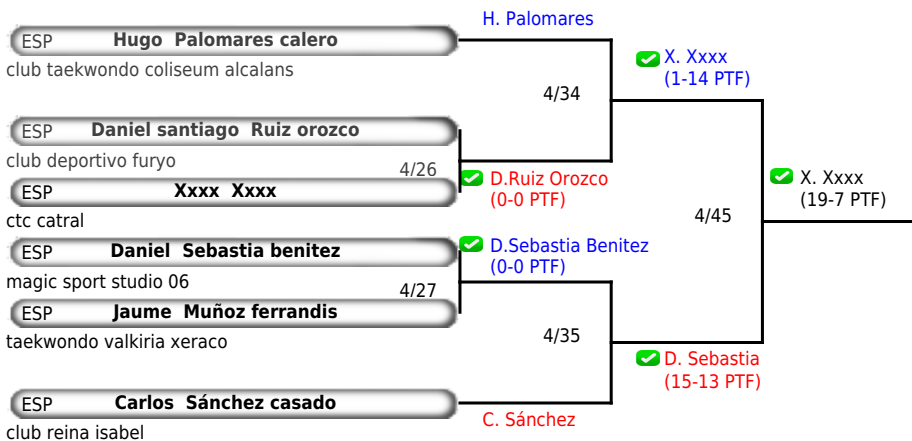 H. Palomares
ESP Hugo Palomares calero
club taekwondo coliseum alcalans
X. Xxxx
(1-14 PTF)
4/34
ESP Daniel santiago Ruiz orozco
club deportivo furyo
4/26
D.Ruiz Orozco
(0-0 PTF)
ESP Xxxx Xxxx
ctc catral
X. Xxxx
(19-7 PTF)
4/45
ESP Daniel Sebastia benitez
magic sport studio 06
D.Sebastia Benitez
(0-0 PTF)
4/27
ESP Jaume Muñoz ferrandis
taekwondo valkiria xeraco
4/35
D. Sebastia
(15-13 PTF)
ESP Carlos Sánchez casado
club reina isabel
C. Sánchez